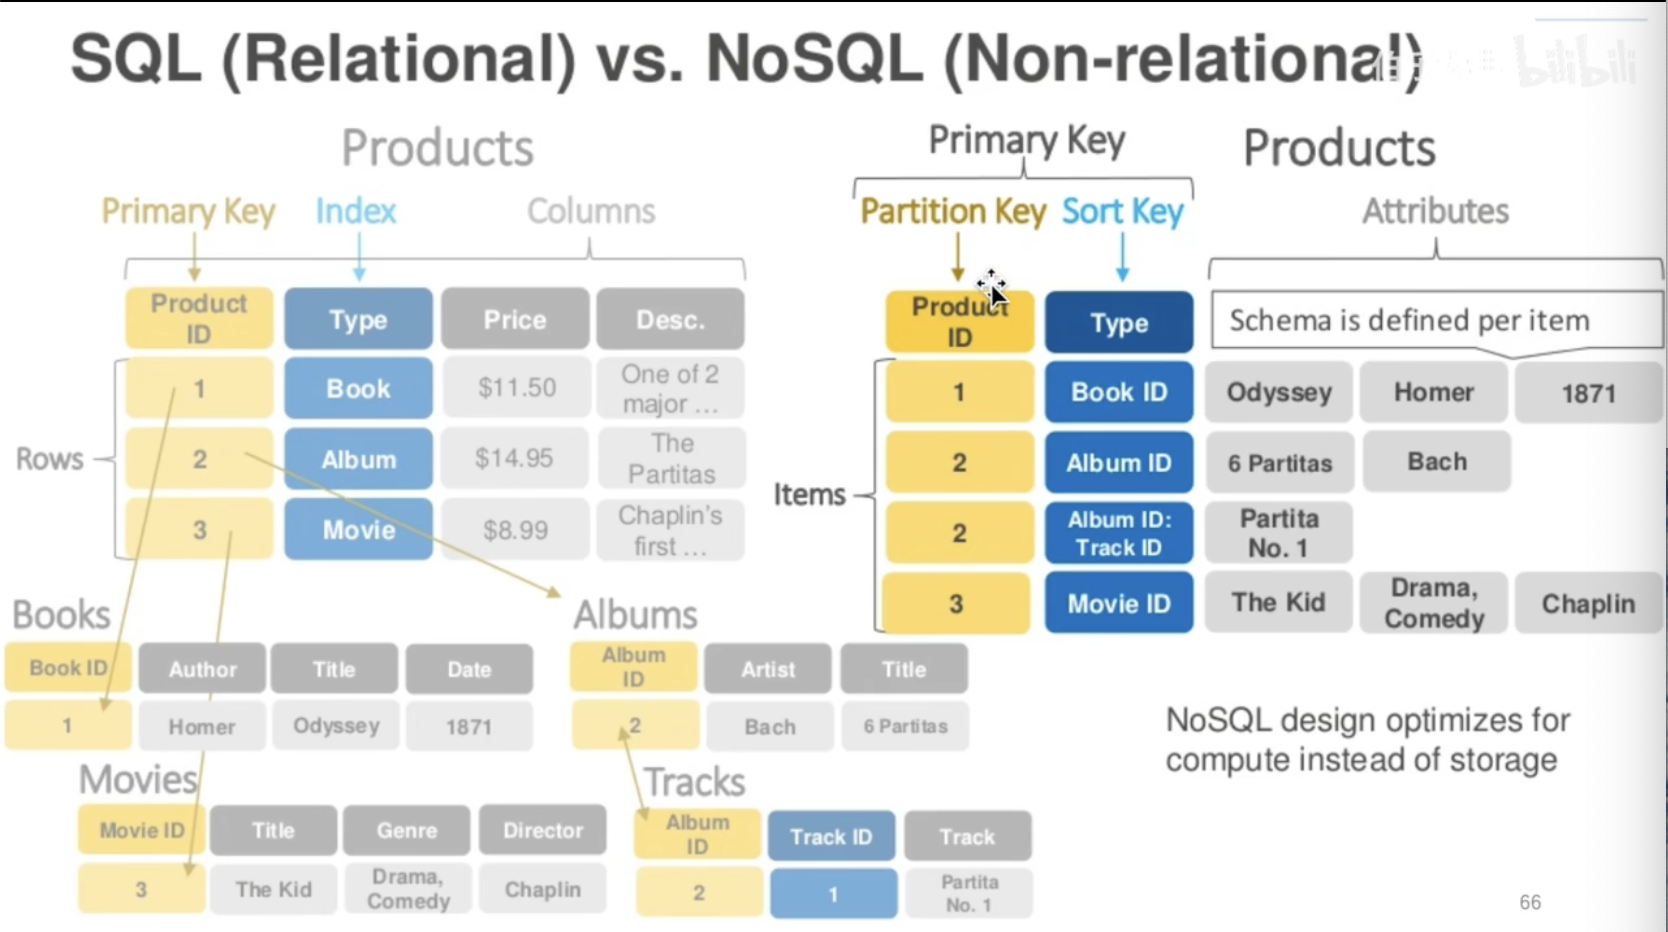 SQL (Relational) vs. NoSQL (Non-relational)
bilibili
Products
Primary Key
Index
Columns
Product
ID
Type
Price
Desc.
Rows
1
Book
$11.50
One of 2
major ...
2
Album
$14.95
The
Partitas
3
Movie
$8.99
Chaplin's
first ...
Books
Book ID
Author
Title
Date
1
Homer
Odyssey
1871
Albums
Album
ID
Artist
Title
2
Bach
6 Partitas
Movies
Movie ID
Title
Genre
Director
3
The Kid
Drama,
Comedy
Chaplin
Tracks
Album
ID
Track ID
Track
2
1
Partita
No. 1
Primary Key
Products
Partition Key
Sort Key
Attributes
Product
ID
Type
Schema is defined per item
Items
1
Book ID
Odyssey
Homer
1871
2
Album ID
6 Partitas
Bach
2
Album ID:
Track ID
Partita
No. 1
3
Movie ID
The Kid
Drama,
Comedy
Chaplin
NoSQL design optimizes for
compute instead of storage
66